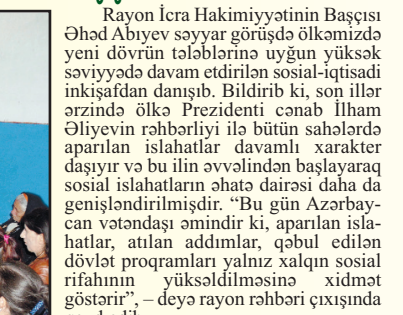 Rayon İcra Hakimiyyətinin Başçısı
Əhəd Abıyev səyyar görüşdə ölkəmizdə
yeni dövrün tələblərinə uyğun yüksək
səviyyədə davam etdirilən sosial-iqtisadi
inkişafdan danışıb. Bildirib ki, son illər
ərzində ölkə Prezidenti cənab İlham
Əliyevin rəhbərliyi ilə bütün sahələrdə
aparılan islahatlar davamlı xarakter
daşıyır və bu ilin əvvəlindən başlayaraq
sosial islahatların əhatə dairəsi daha da
genişləndirilmişdir. “Bu gün Azərbay-
can vətəndaşı əmindir ki, aparılan isla-
hatlar, atılan addımlar, qəbul edilən
dövlət proqramları yalnız xalqın sosial
rifahının yüksəldilməsinə xidmət
göstərir”, – deyə rayon rəhbəri çıxışında